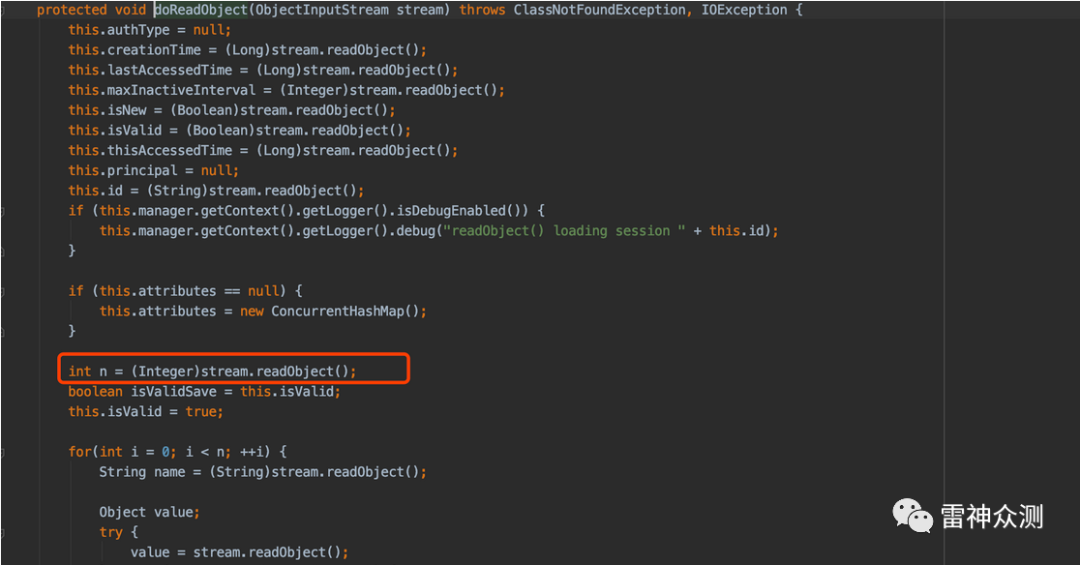 protected void doReadObject(ObjectInputStream stream) throws ClassNotFoundException, IOException {
this.authType = null;
this.creationTime = (Long)stream.readObject();
this.lastAccessedTime = (Long)stream.readObject();
this.maxInactiveInterval = (Integer)stream.readObject();
this.isNew = (Boolean)stream.readObject();
this.isValid = (Boolean)stream.readObject();
this.thisAccessedTime = (Long)stream.readObject();
this.principal = null;
this.id = (String)stream.readObject();
if (this.manager.getContext().getLogger().isDebugEnabled()) {
this.manager.getContext().getLogger().debug("readObject() loading session " + this.id);
}
if (this.attributes == null) {
this.attributes = new ConcurrentHashMap();
}
int n = (Integer)stream.readObject();
boolean isValidSave = this.isValid;
this.isValid = true;
for(int i = 0; i < n; ++i) {
String name = (String)stream.readObject();
Object value;
try {
value = stream.readObject();
雷神众测